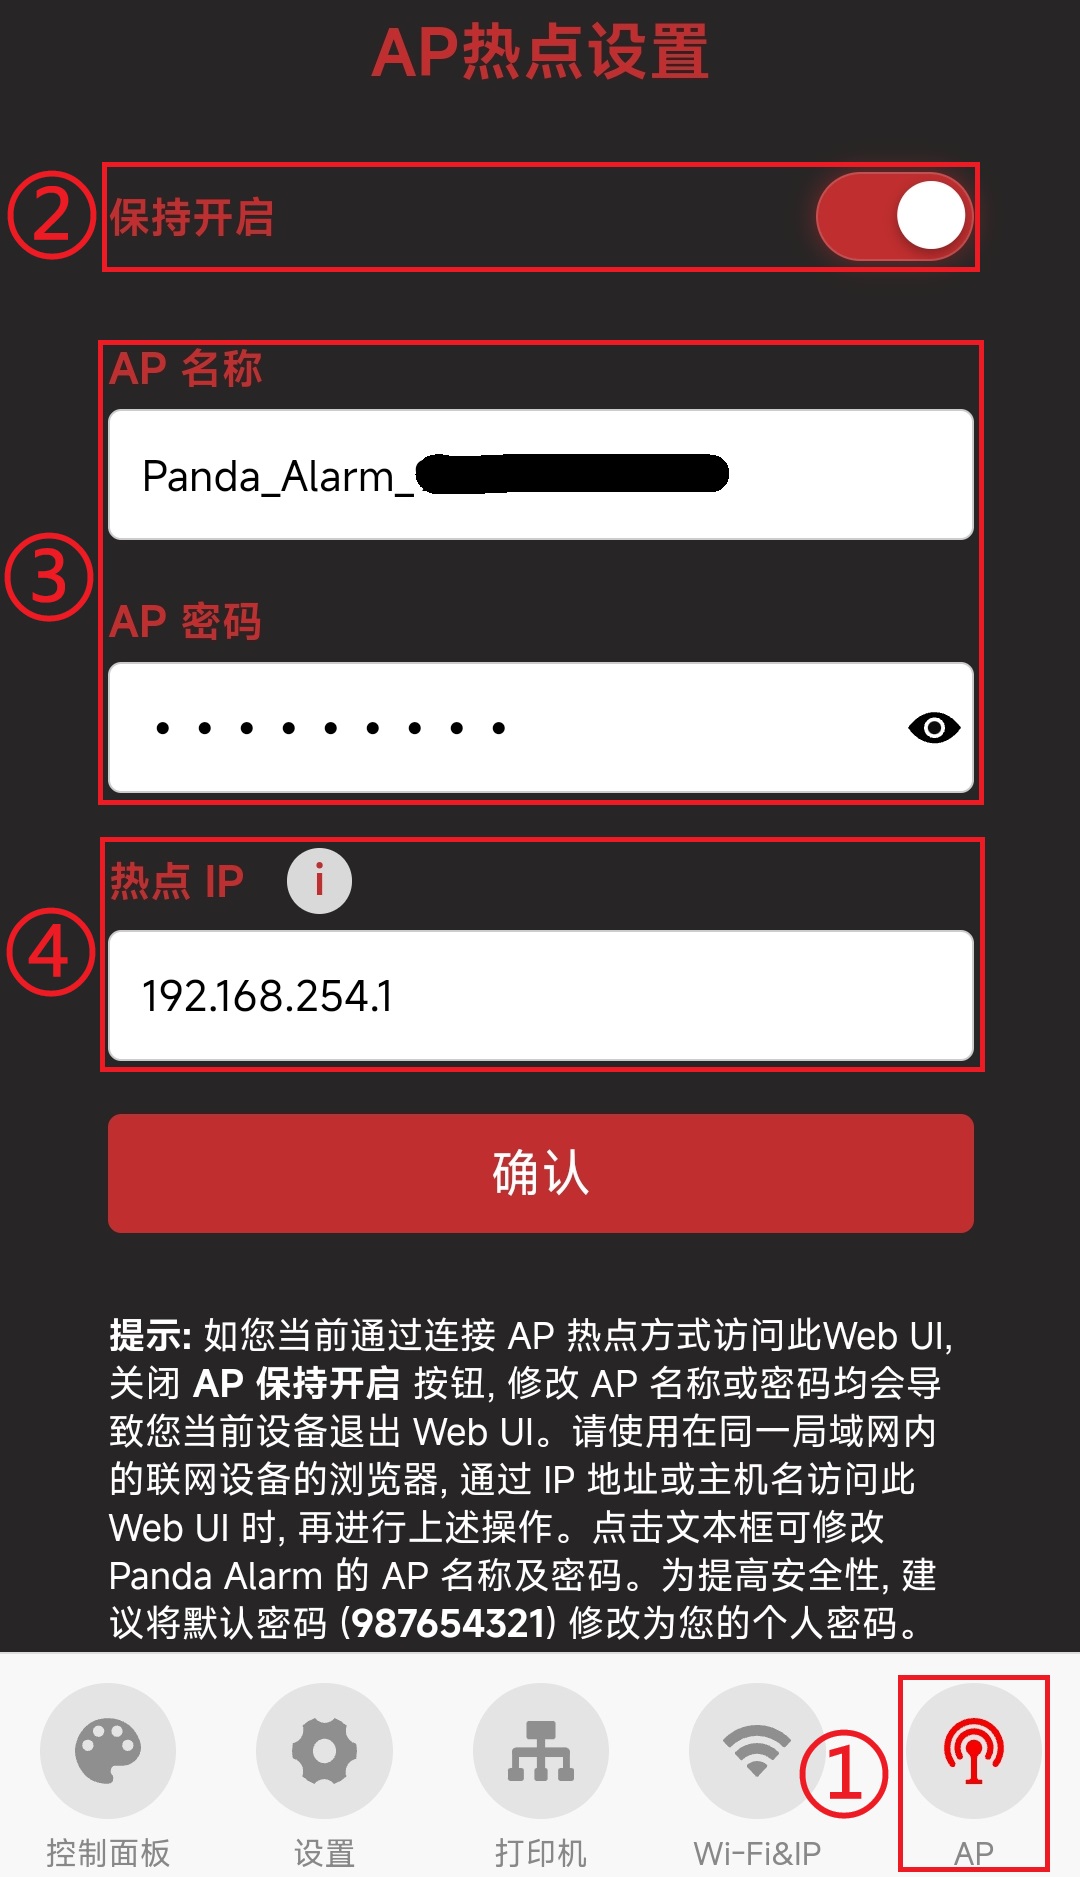 AP热点设置
② 保持开启
AP 名称
Panda_Alarm_
③
AP 密码
•••••••••
热点 IP i
④
192.168.254.1
确认
提示: 如您当前通过连接 AP 热点方式访问此Web UI,
关闭 AP 保持开启 按钮, 修改 AP 名称或密码均会导
致您当前设备退出 Web UI。请使用在同一局域网内
的联网设备的浏览器, 通过 IP 地址或主机名访问此
Web UI 时, 再进行上述操作。点击文本框可修改
Panda Alarm 的 AP 名称及密码。为提高安全性, 建
议将默认密码 (987654321) 修改为您的个人密码。
①
控制面板 设置 打印机 Wi-Fi&IP AP